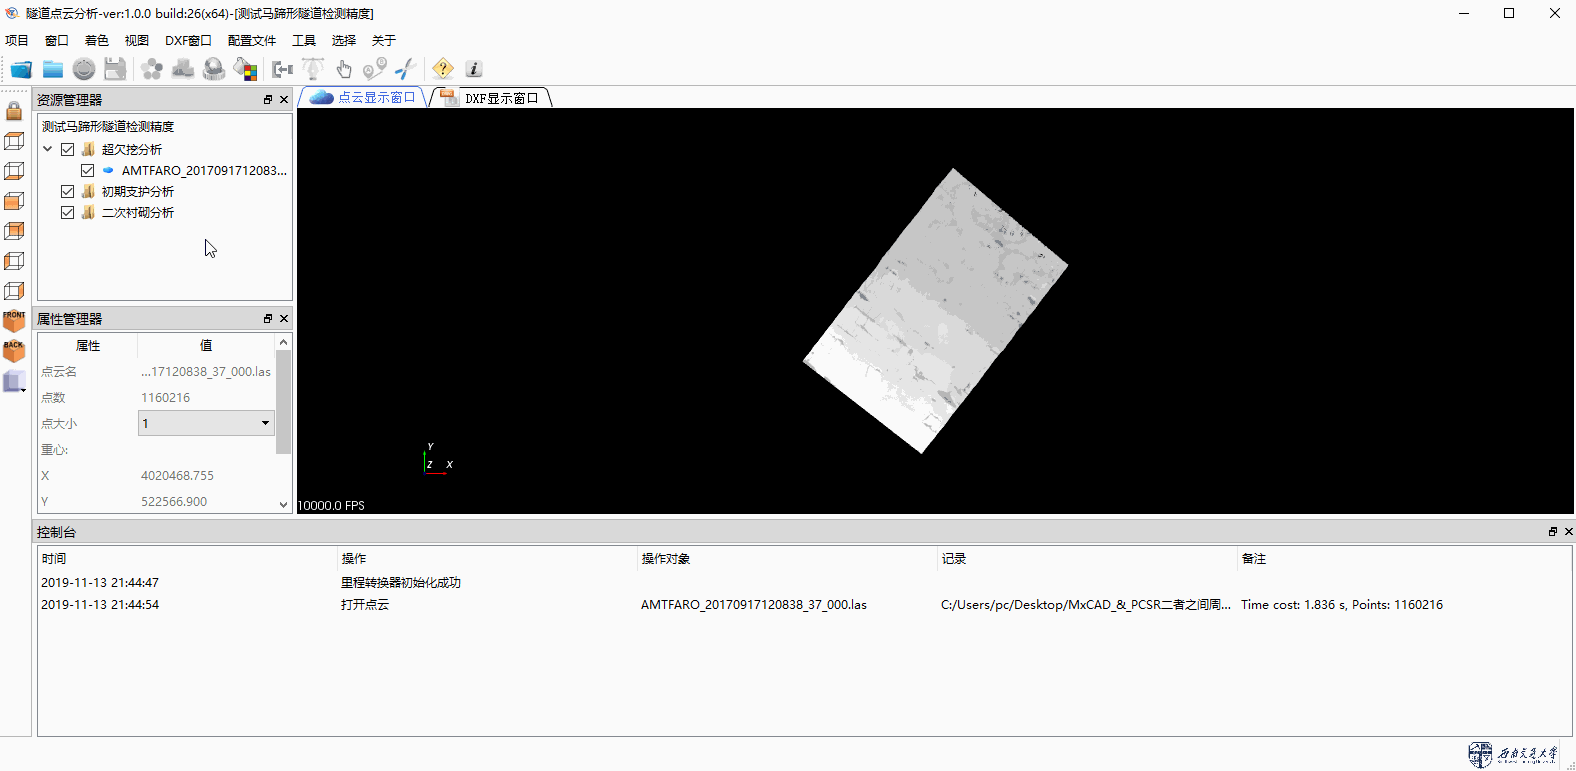 隧道点云分析-ver:1.0.0 build:26(x64)-[测试马蹄形隧道检测精度]
项目 窗口 着色 视图 DXF窗口 配置文件 工具 选择 关于
资源管理器
点云显示窗口 DXF显示窗口
测试马蹄形隧道检测精度
超欠挖分析
AMTFARO_2017091712083...
初期支护分析
二次衬砌分析
FRONT
BACK
属性管理器
属性 值
点云名 ...17120838_37_000.las
点数 1160216
点大小 1
重心:
X 4020468.755
Y 522566.900
Y
Z X
10000.0 FPS
控制台
时间 操作 操作对象 记录 备注
2019-11-13 21:44:47 里程转换器初始化成功
2019-11-13 21:44:54 打开点云 AMTFARO_20170917120838_37_000.las C:/Users/pc/Desktop/MxCAD_&_PCSR二者之间周... Time cost: 1.836 s, Points: 1160216
西南交通大学